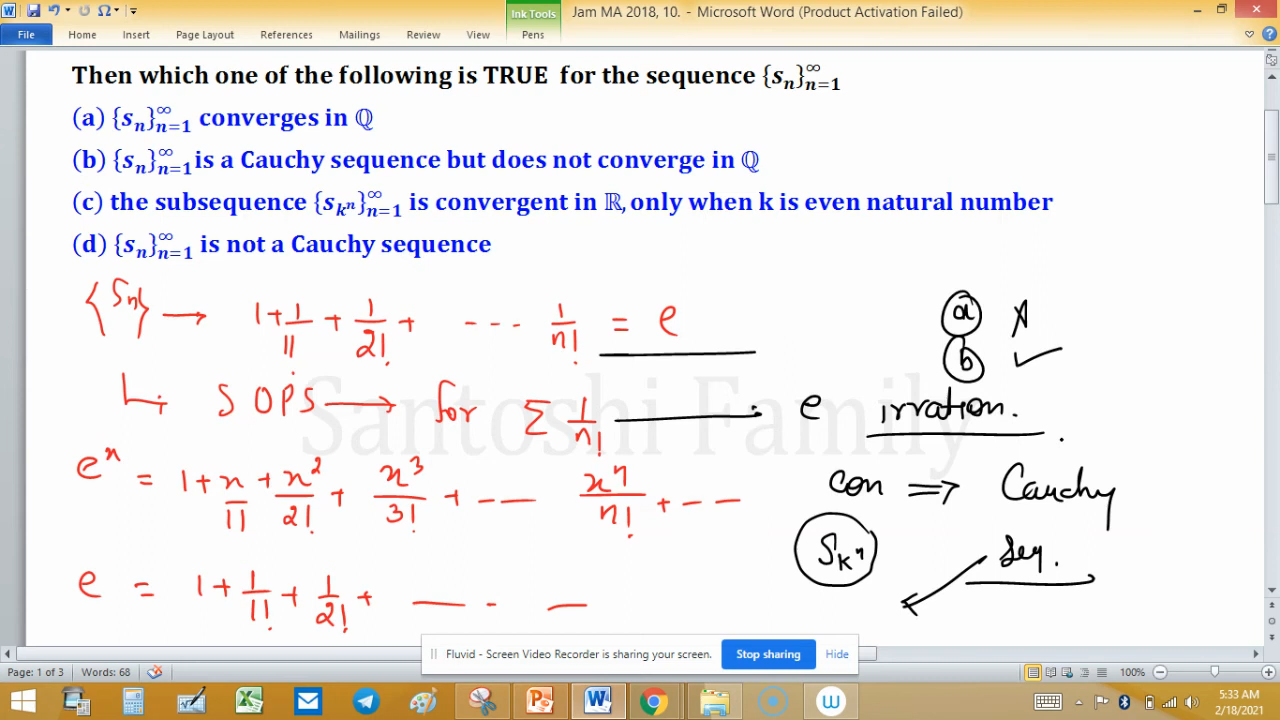 Jam MA 2018, 10. - Microsoft Word (Product Activation Failed)
Ink Tools
File Home Insert Page Layout References Mailings Review View Pens
Then which one of the following is TRUE for the sequence {sₙ}ₙ₌₁^∞
(a) {sₙ}ₙ₌₁^∞ converges in ℚ
(b) {sₙ}ₙ₌₁^∞ is a Cauchy sequence but does not converge in ℚ
(c) the subsequence {s_{kⁿ}}ₙ₌₁^∞ is convergent in ℝ, only when k is even natural number
(d) {sₙ}ₙ₌₁^∞ is not a Cauchy sequence
{Sn} → 1 + 1/1! + 1/2! + --- 1/n! = e
a
b ✓
SOPS → for Σ 1/n! → e irration.
Santoshi Family
eˣ = 1 + x/1! + x²/2! + x³/3! + --- xⁿ/n! + ---
con ⟹ Cauchy
seq.
S_{kⁿ}
e = 1 + 1/1! + 1/2! + — - —
Fluvid - Screen Video Recorder is sharing your screen. Stop sharing Hide
Page: 1 of 3 Words: 68 100%
5:33 AM
2/18/2021